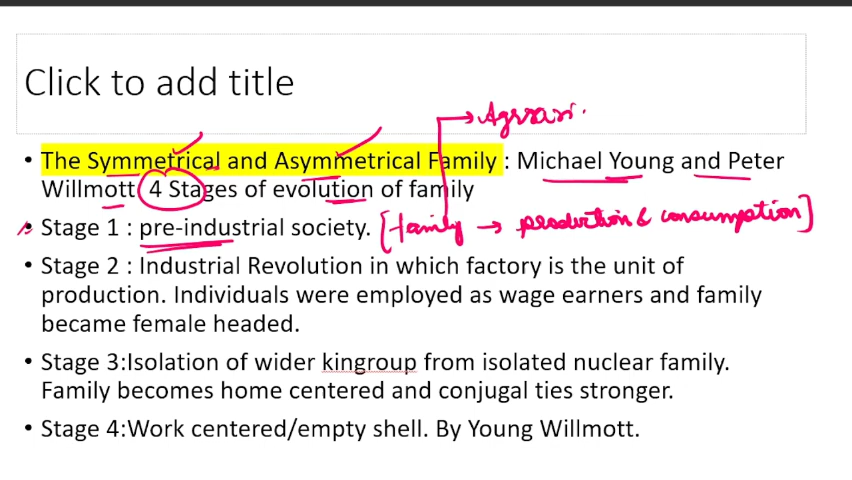 Click to add title
Agrari
• The Symmetrical and Asymmetrical Family : Michael Young and Peter
Willmott 4 Stages of evolution of family
• Stage 1 : pre-industrial society. [family → production & consumption]
• Stage 2 : Industrial Revolution in which factory is the unit of
production. Individuals were employed as wage earners and family
became female headed.
• Stage 3:Isolation of wider kingroup from isolated nuclear family.
Family becomes home centered and conjugal ties stronger.
• Stage 4:Work centered/empty shell. By Young Willmott.